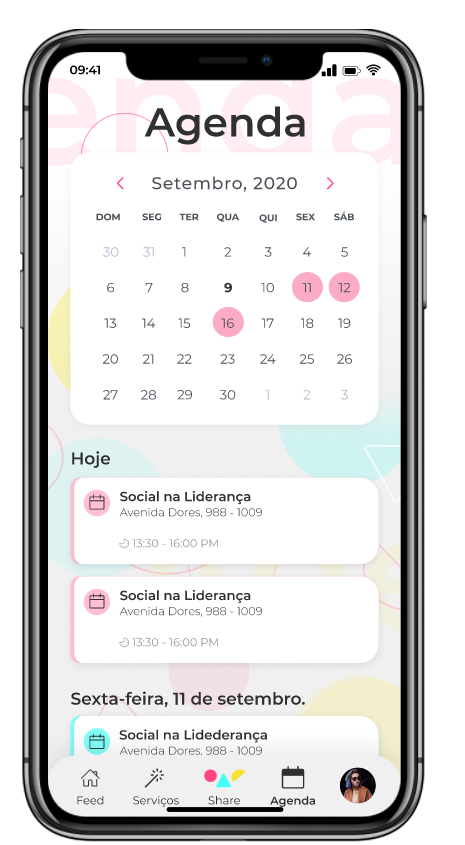 09:41
enda
Agenda
Setembro, 2020
DOM SEG TER QUA QUI SEX SÁB
30 31 1 2 3 4 5
6 7 8 9 10 11 12
13 14 15 16 17 18 19
20 21 22 23 24 25 26
27 28 29 30 1 2 3
Hoje
Social na Liderança
Avenida Dores, 988 - 1009
13:30 - 16:00 PM
Social na Liderança
Avenida Dores, 988 - 1009
13:30 - 16:00 PM
Sexta-feira, 11 de setembro.
Social na Lidederança
Avenida Dores, 988 - 1009
Feed Serviços Share Agenda